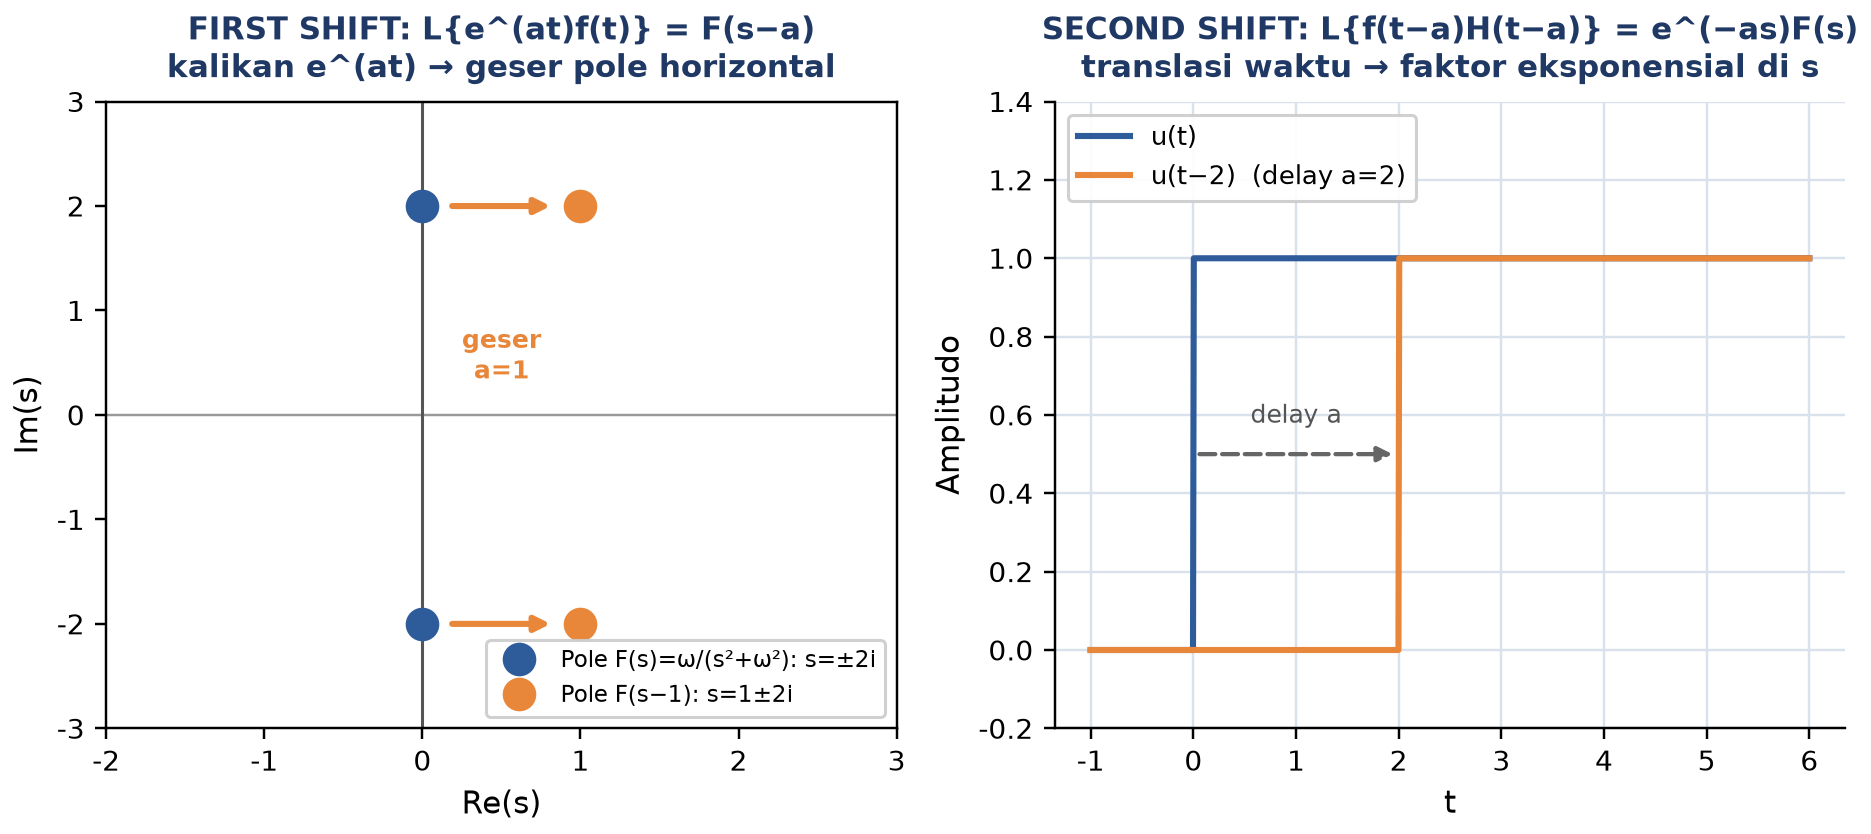 FIRST SHIFT: L{e^(at)f(t)} = F(s−a)
kalikan e^(at) → geser pole horizontal
3
2
1
0
-1
-2
-3
Im(s)
geser
a=1
Pole F(s)=ω/(s²+ω²): s=±2i
Pole F(s−1): s=1±2i
-2
-1
0
1
2
3
Re(s)
SECOND SHIFT: L{f(t−a)H(t−a)} = e^(−as)F(s)
translasi waktu → faktor eksponensial di s
1.4
1.2
1.0
0.8
0.6
0.4
0.2
0.0
-0.2
Amplitudo
u(t)
u(t−2)  (delay a=2)
delay a
-1
0
1
2
3
4
5
6
t